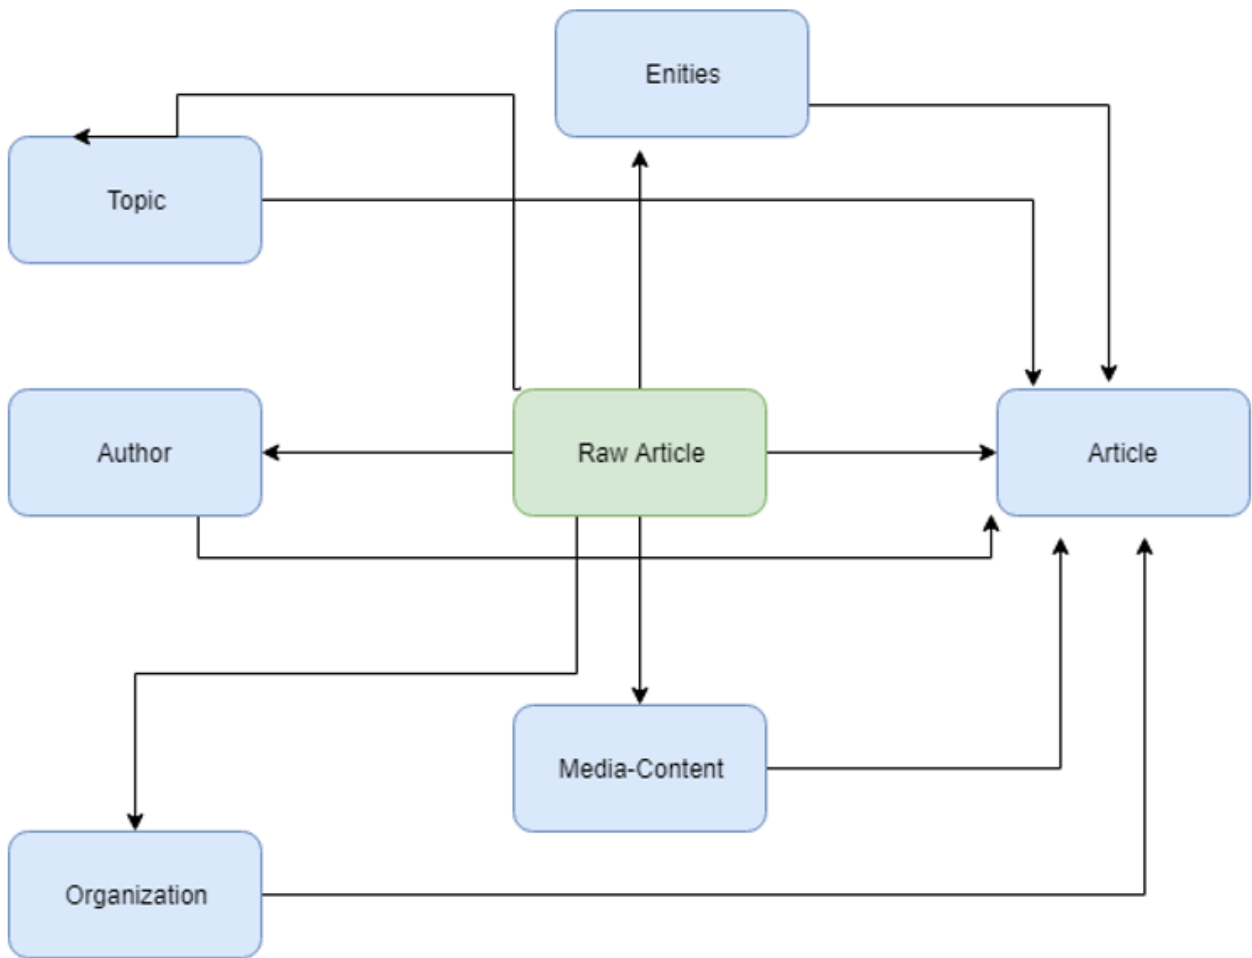 Enities
Topic
Author
Raw Article
Article
Media-Content
Organization